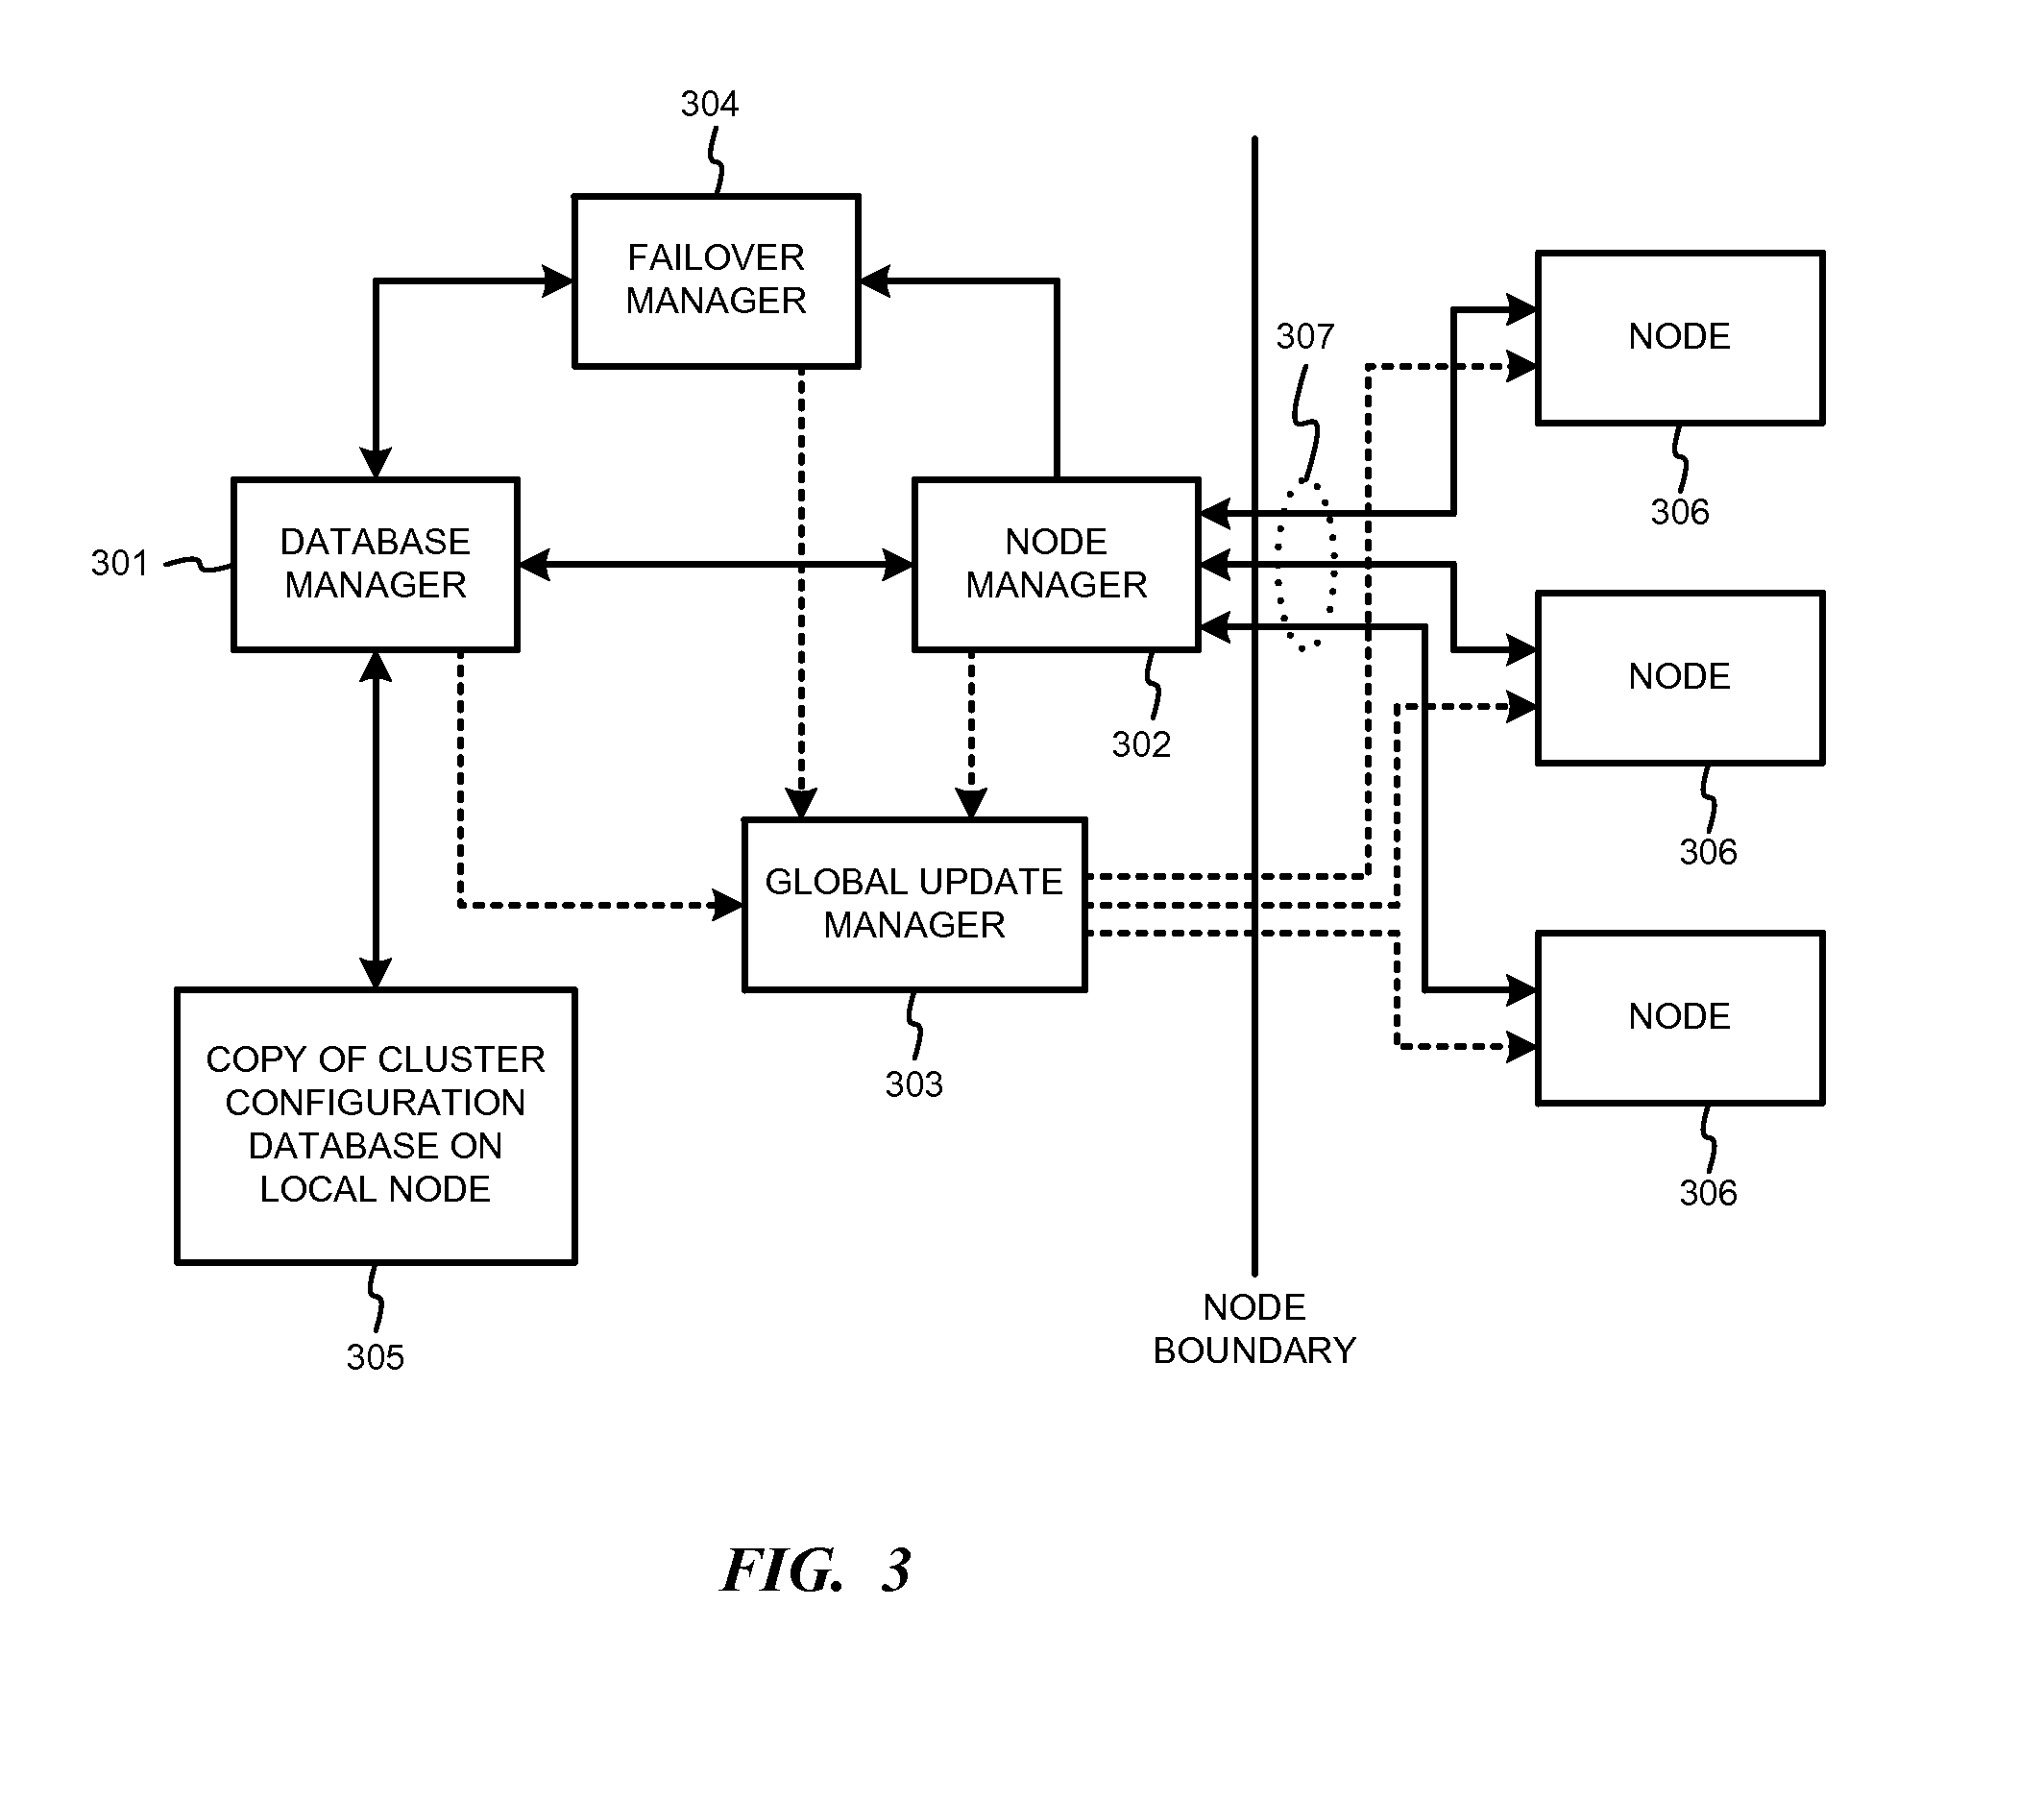 304
FAILOVER
MANAGER
307
NODE
306
301
DATABASE
MANAGER
NODE
MANAGER
302
NODE
306
GLOBAL UPDATE
MANAGER
303
NODE
306
COPY OF CLUSTER
CONFIGURATION
DATABASE ON
LOCAL NODE
305
NODE
BOUNDARY
FIG. 3